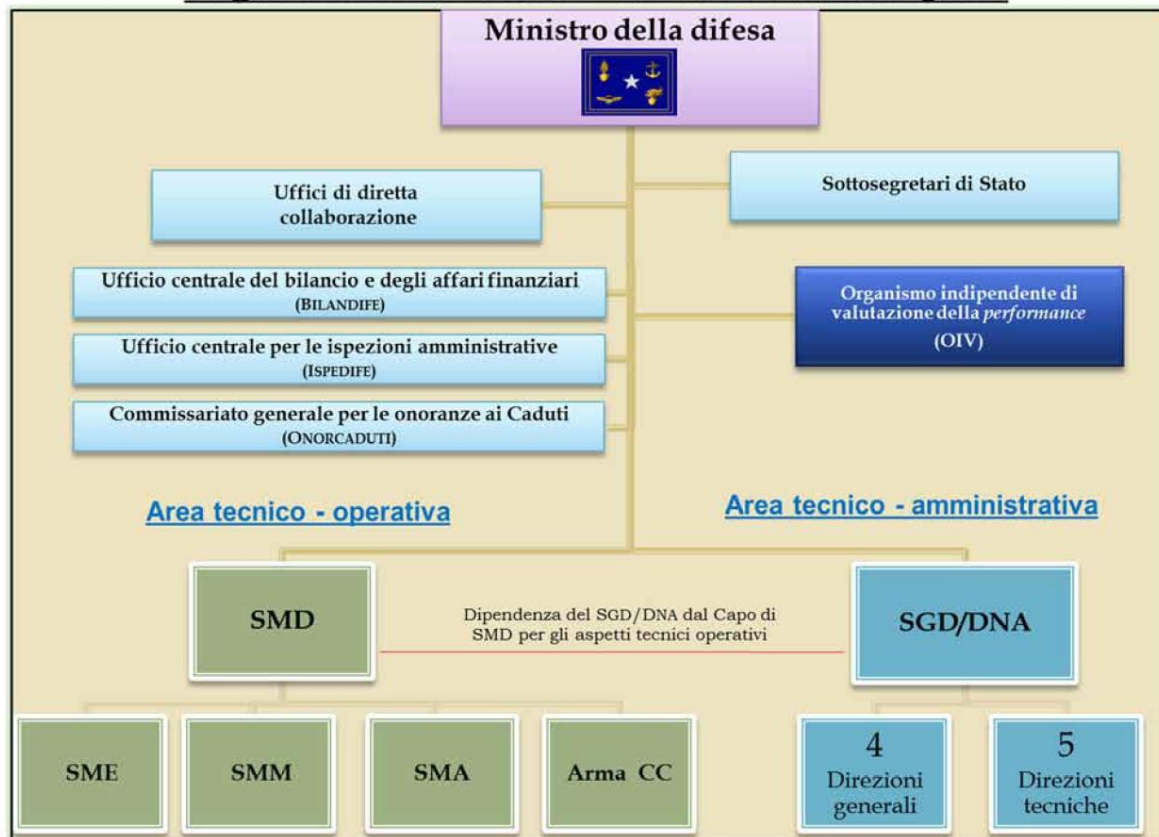 Ministro della difesa
Uffici di diretta
collaborazione
Sottosegretari di Stato
Ufficio centrale del bilancio e degli affari finanziari
(BILANDIFE)
Organismo indipendente di
valutazione della performance
(OIV)
Ufficio centrale per le ispezioni amministrative
(ISPEDIFE)
Commissariato generale per le onoranze ai Caduti
(ONORCADUTI)
Area tecnico - operativa
Area tecnico - amministrativa
SMD
Dipendenza del SGD/DNA dal Capo di
SMD per gli aspetti tecnici operativi
SGD/DNA
SME
SMM
SMA
Arma CC
4
Direzioni
generali
5
Direzioni
tecniche